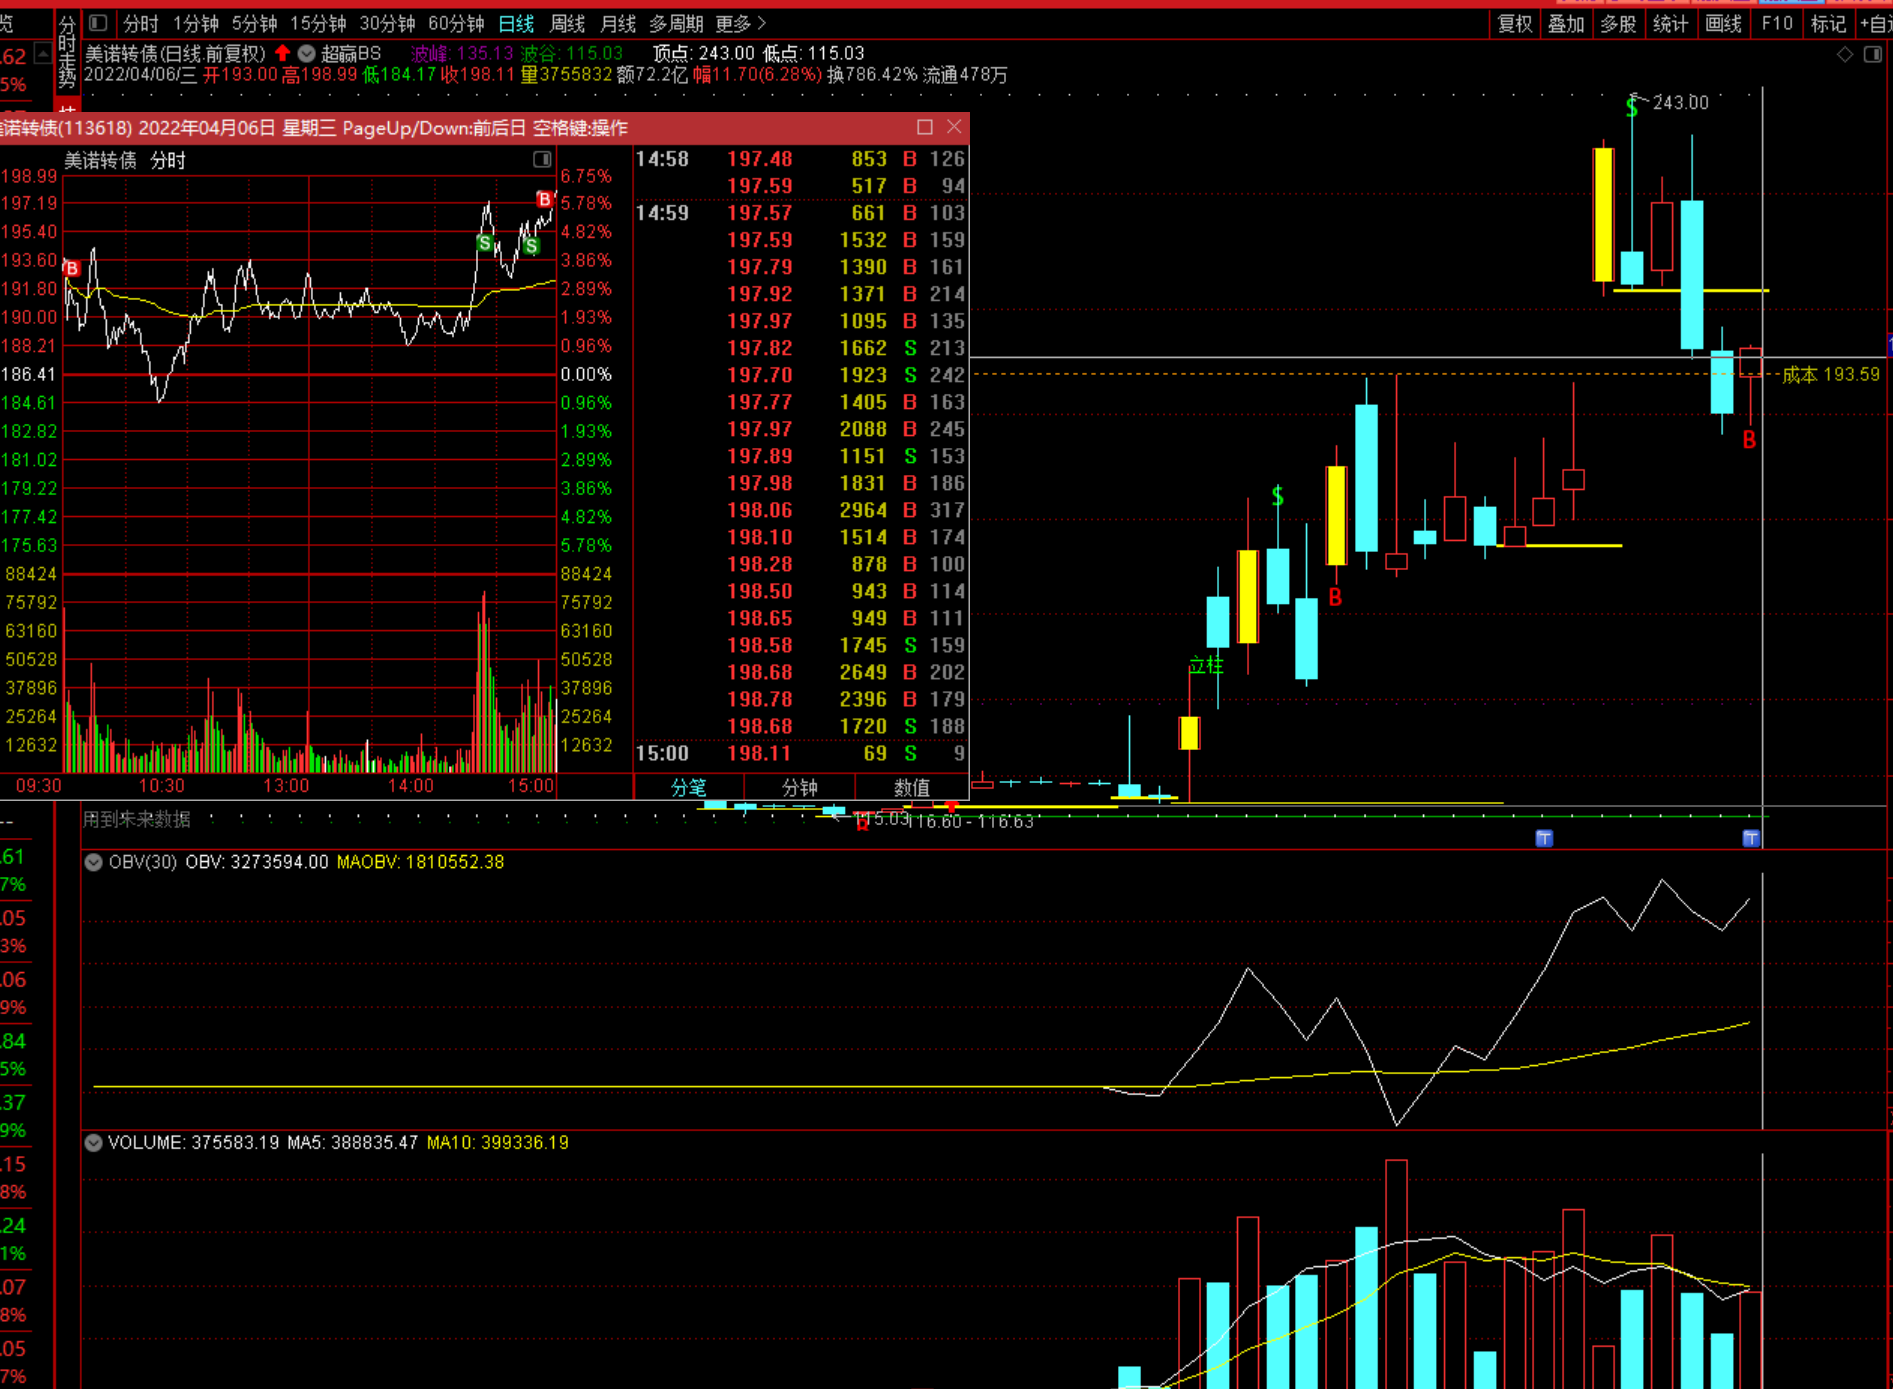 览
分时 1分钟 5分钟 15分钟 30分钟 60分钟 日线 周线 月线 多周期 更多
复权 叠加 多股 统计 画线 F10 标记 +自
分时走势
美诺转债(日线.前复权) 超赢BS 波峰: 135.13 波谷: 115.03 顶点: 243.00 低点: 115.03
2022/04/06/三 开193.00 高198.99 低184.17 收198.11 量3755832 额72.2亿 幅11.70(6.28%) 换786.42% 流通478万
诺转债(113618) 2022年04月06日 星期三 PageUp/Down:前后日 空格键:操作
美诺转债 分时
198.99 6.75%
197.19 5.78%
195.40 4.82%
193.60 3.86%
191.80 2.89%
190.00 1.93%
188.21 0.96%
186.41 0.00%
184.61 0.96%
182.82 1.93%
181.02 2.89%
179.22 3.86%
177.42 4.82%
175.63 5.78%
88424 88424
75792 75792
63160 63160
50528 50528
37896 37896
25264 25264
12632 12632
09:30 10:30 13:00 14:00 15:00
B
S
S
B
14:58 197.48 853 B 126
197.59 517 B 94
14:59 197.57 661 B 103
197.59 1532 B 159
197.79 1390 B 161
197.92 1371 B 214
197.97 1095 B 135
197.82 1662 S 213
197.70 1923 S 242
197.77 1405 B 163
197.97 2088 B 245
197.89 1151 S 153
197.98 1831 B 186
198.06 2964 B 317
198.10 1514 B 174
198.28 878 B 100
198.50 943 B 114
198.65 949 B 111
198.58 1745 S 159
198.68 2649 B 202
198.78 2396 B 179
198.68 1720 S 188
15:00 198.11 69 S 9
分笔 分钟 数值
S 243.00
成本 193.59
B
S
B
立柱
用到未来数据
115.03
116.60 - 116.63
T
T
OBV(30) OBV: 3273594.00 MAOBV: 1810552.38
VOLUME: 375583.19 MA5: 388835.47 MA10: 399336.19
.62
5%
.61
7%
.05
3%
.06
9%
.84
5%
.37
9%
.15
8%
.24
1%
.07
8%
.05
7%